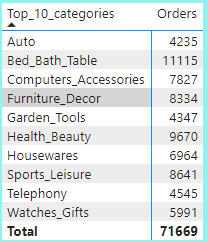 Top_10_categories Orders
Auto 4235
Bed_Bath_Table 11115
Computers_Accessories 7827
Furniture_Decor 8334
Garden_Tools 4347
Health_Beauty 9670
Housewares 6964
Sports_Leisure 8641
Telephony 4545
Watches_Gifts 5991
Total 71669